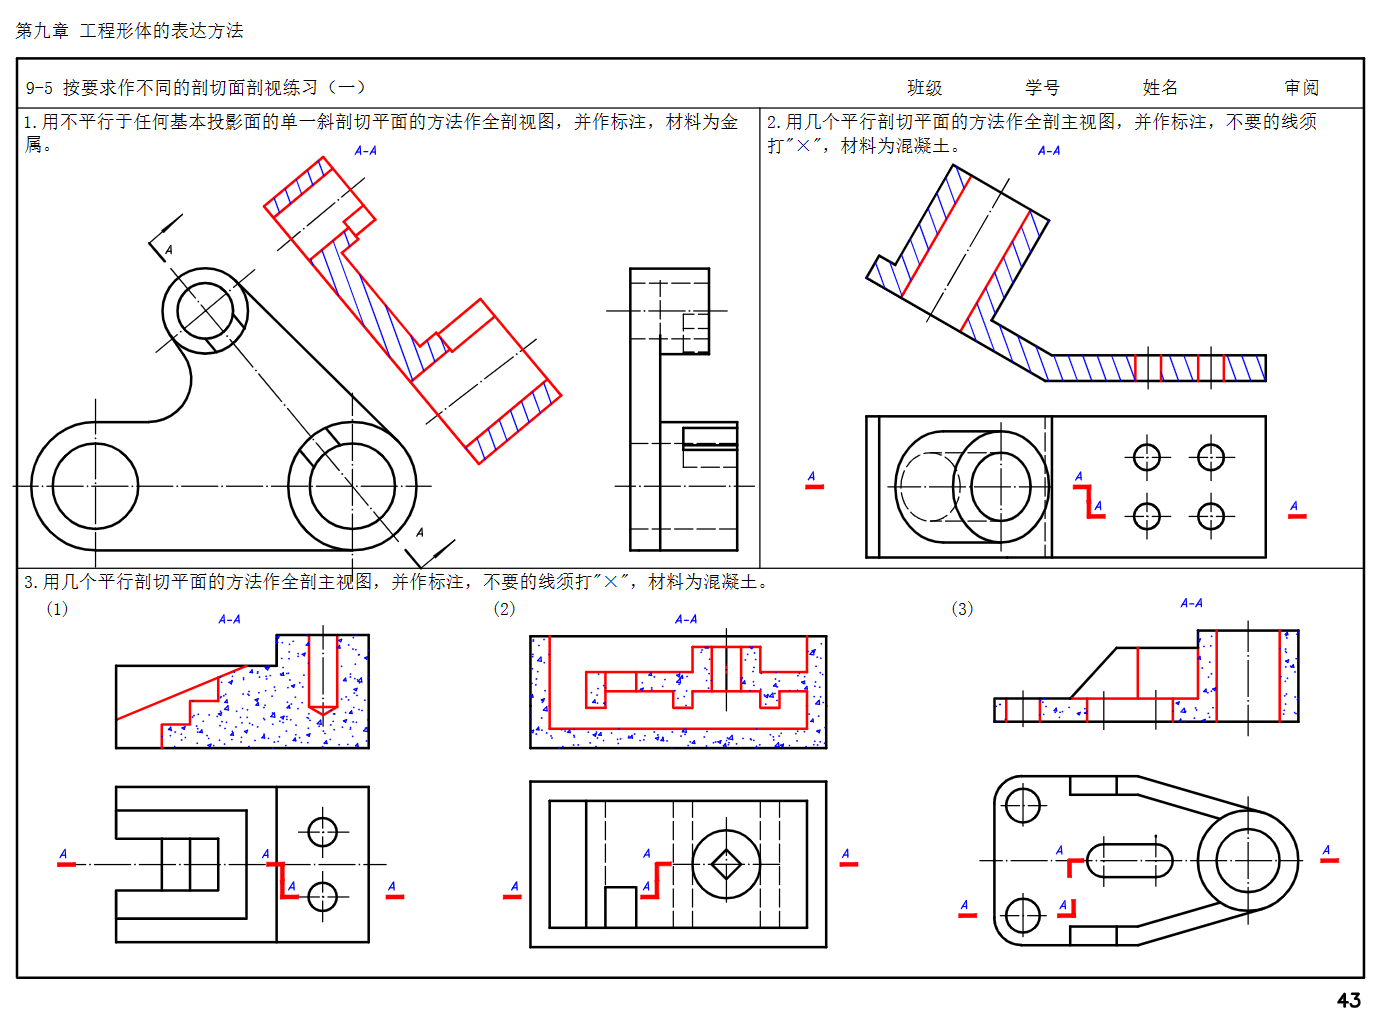 第九章 工程形体的表达方法
9-5 按要求作不同的剖切面剖视练习（一） 班级 学号 姓名 审阅
1.用不平行于任何基本投影面的单一斜剖切平面的方法作全剖视图，并作标注，材料为金
属。
A-A
A
A
2.用几个平行剖切平面的方法作全剖主视图，并作标注，不要的线须
打"×"，材料为混凝土。
A-A
A
A
A
A
3.用几个平行剖切平面的方法作全剖主视图，并作标注，不要的线须打"×"，材料为混凝土。
(1) (2) (3)
A-A A-A A-A
A A
A A
A A
A A
A A
A A
43